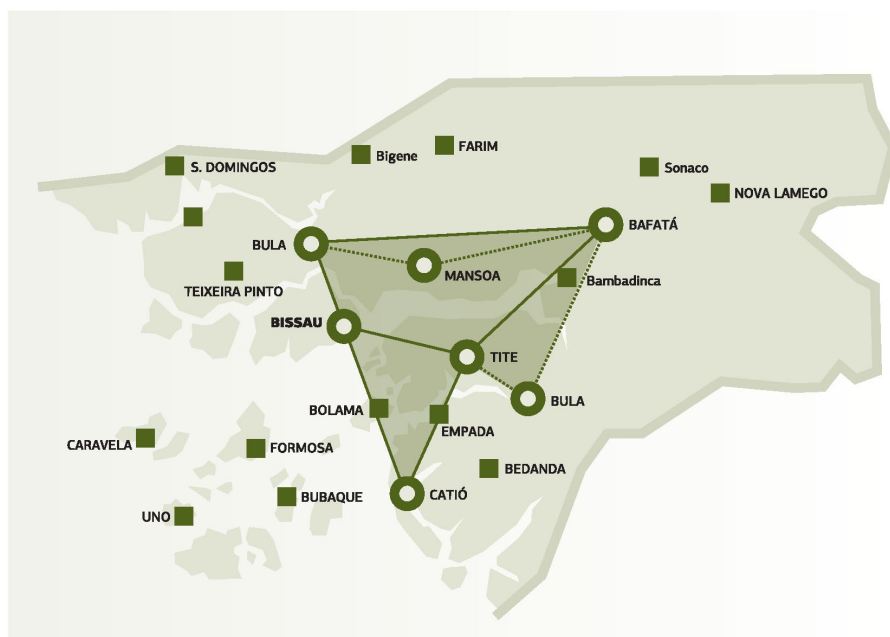 FARIM
Bigene
S. DOMINGOS
Sonaco
NOVA LAMEGO
BULA
BAFATÁ
MANSOA
Bambadinca
TEIXEIRA PINTO
BISSAU
TITE
BOLAMA
BULA
EMPADA
CARAVELA
FORMOSA
BEDANDA
BUBAQUE
CATIÓ
UNO